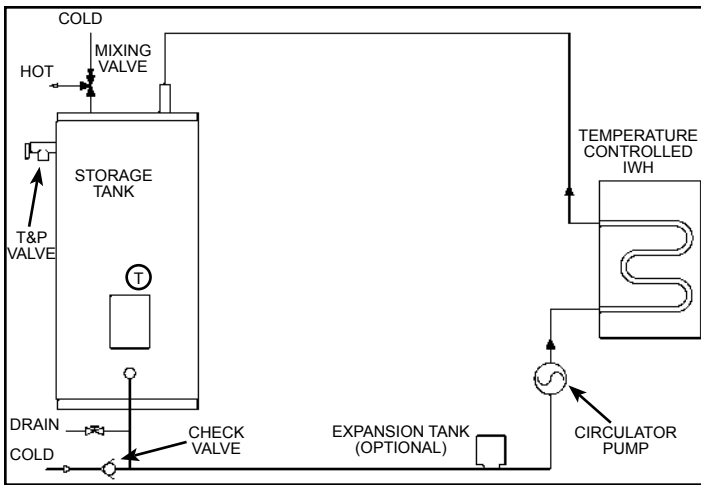 COLD
MIXING
VALVE
HOT
STORAGE
TANK
T&P
VALVE
T
TEMPERATURE
CONTROLLED
IWH
DRAIN
COLD
CHECK
VALVE
EXPANSION TANK
(OPTIONAL)
CIRCULATOR
PUMP